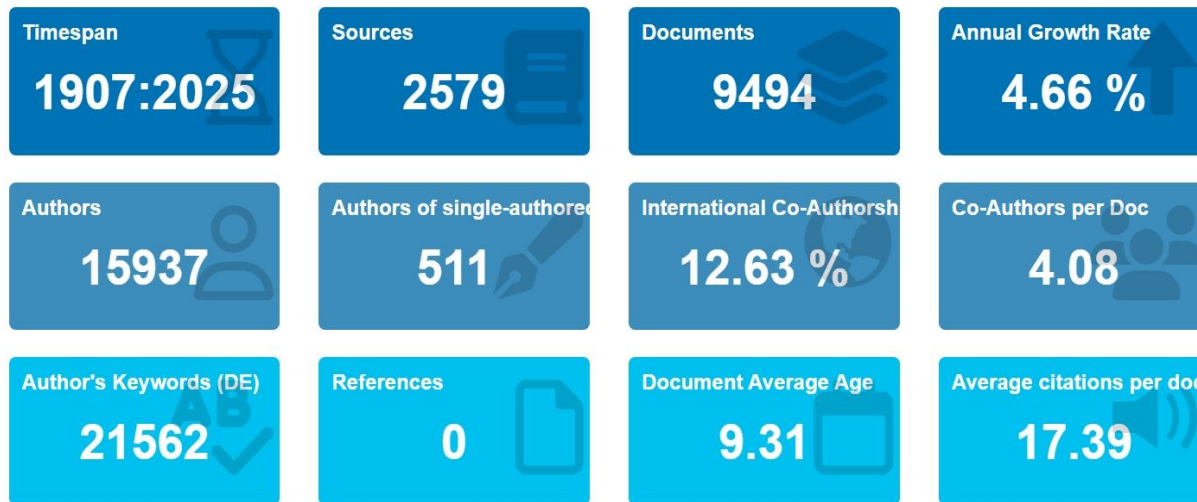 Timespan
1907:2025
Sources
2579
Documents
9494
Annual Growth Rate
4.66 %
Authors
15937
Authors of single-authored
511
International Co-Authorsh
12.63 %
Co-Authors per Doc
4.08
Author's Keywords (DE)
21562
References
0
Document Average Age
9.31
Average citations per doc
17.39